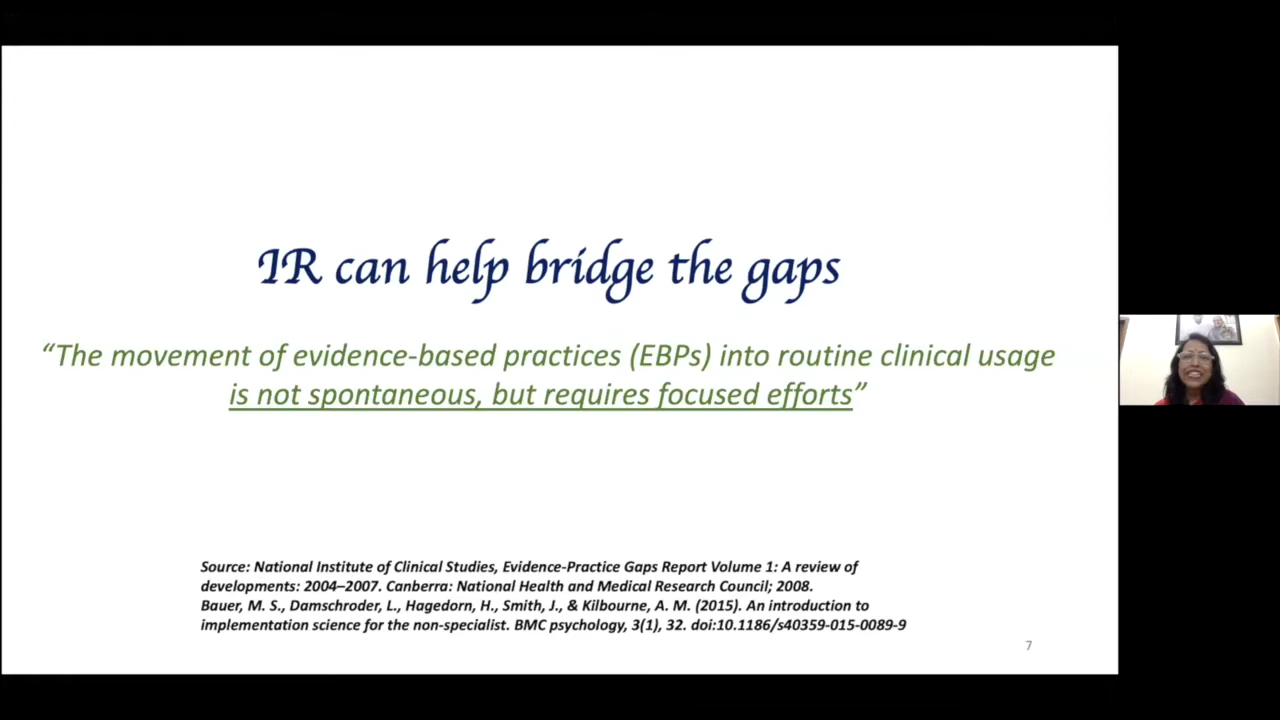 IR can help bridge the gaps
“The movement of evidence-based practices (EBPs) into routine clinical usage
is not spontaneous, but requires focused efforts”
Source: National Institute of Clinical Studies, Evidence-Practice Gaps Report Volume 1: A review of
developments: 2004–2007. Canberra: National Health and Medical Research Council; 2008.
Bauer, M. S., Damschroder, L., Hagedorn, H., Smith, J., & Kilbourne, A. M. (2015). An introduction to
implementation science for the non-specialist. BMC psychology, 3(1), 32. doi:10.1186/s40359-015-0089-9
7